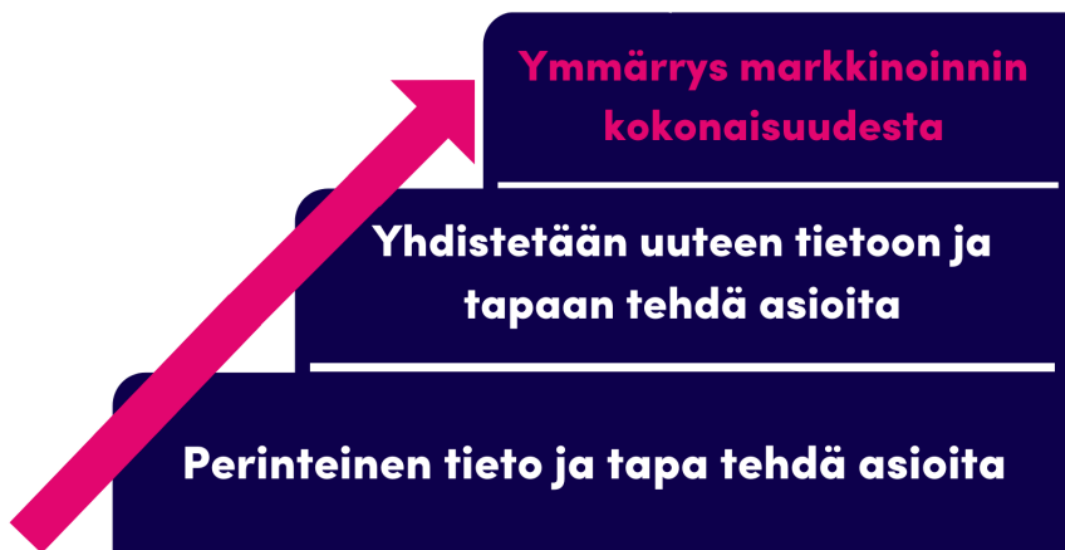 Ymmärrys markkinoinnin
kokonaisuudesta
Yhdistetään uuteen tietoon ja
tapaan tehdä asioita
Perinteinen tieto ja tapa tehdä asioita